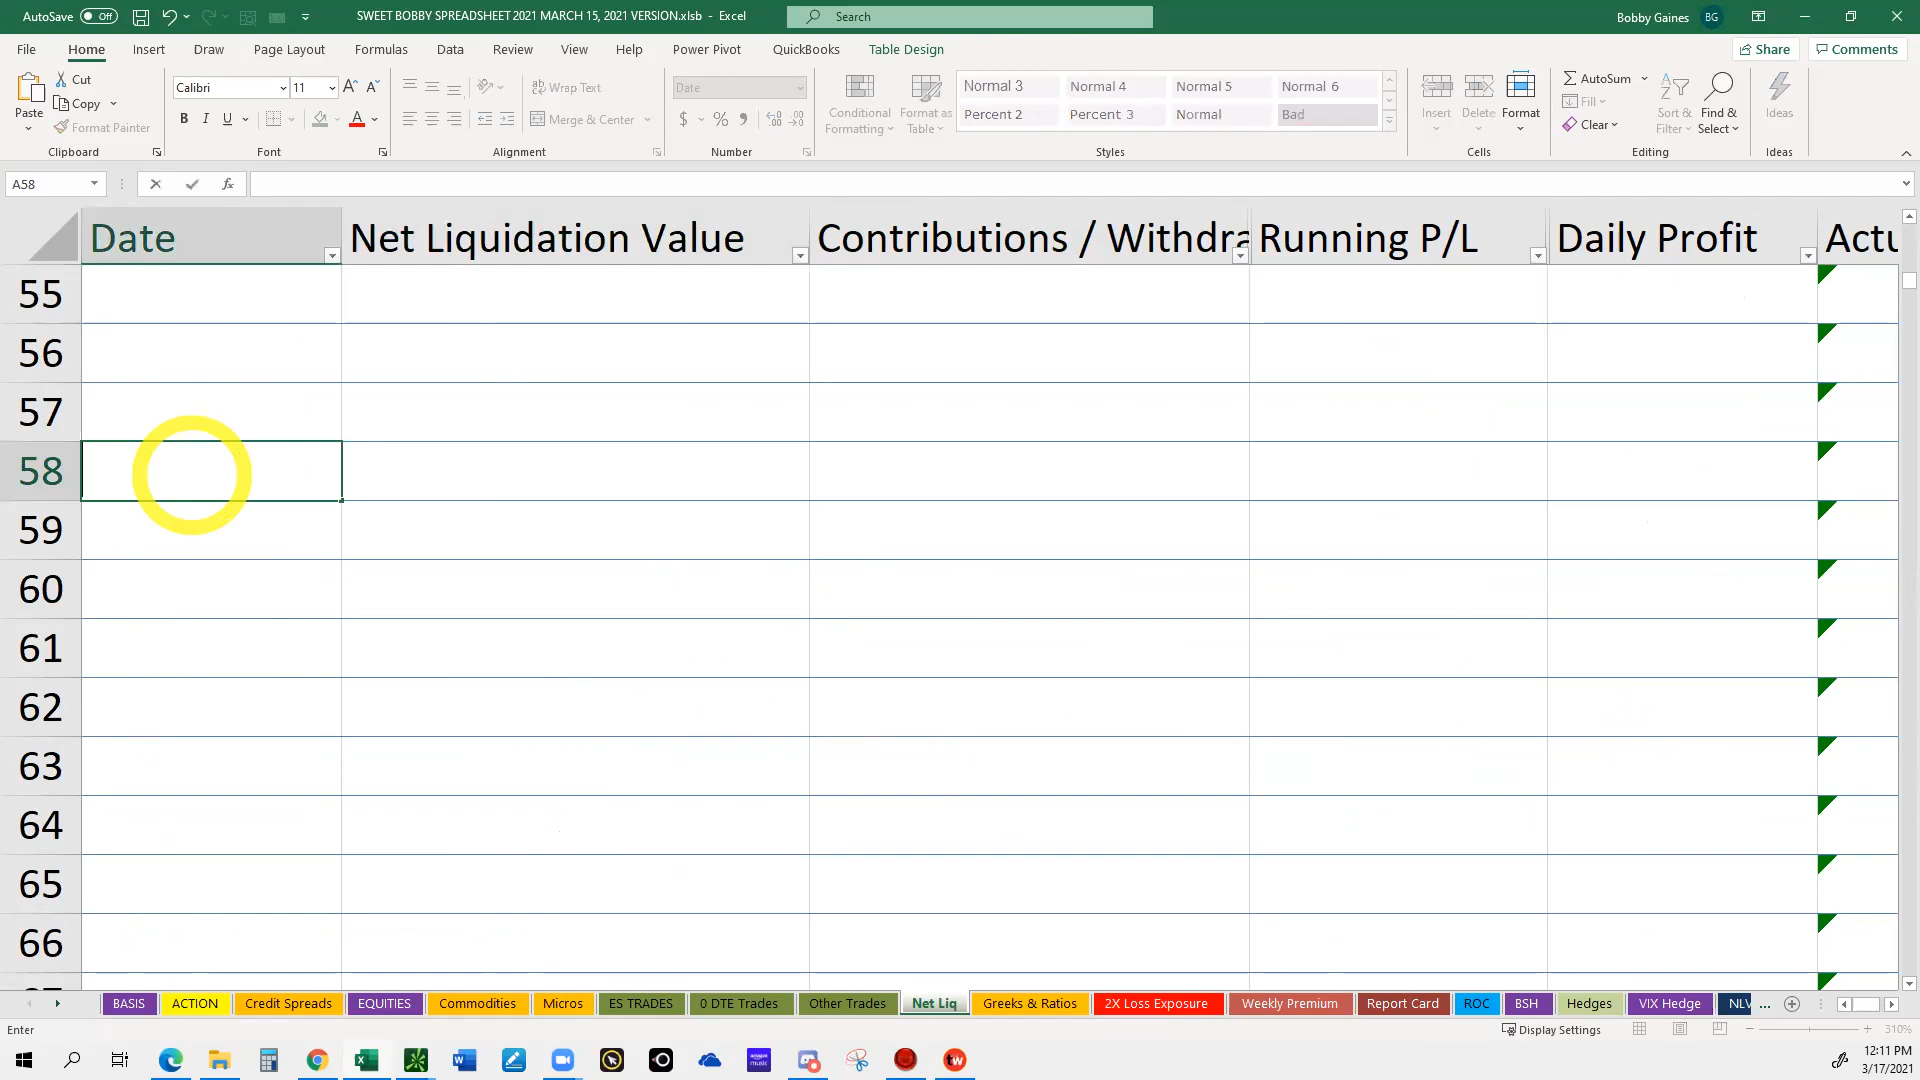 AutoSave Off SWEET BOBBY SPREADSHEET 2021 MARCH 15, 2021 VERSION.xlsb - Excel Search Bobby Gaines BG
File Home Insert Draw Page Layout Formulas Data Review View Help Power Pivot QuickBooks Table Design Share Comments
Paste Cut Copy Format Painter Clipboard
Calibri 11 B I U A Font
Wrap Text Merge & Center Alignment
Date $ % Number
Conditional Formatting Format as Table Normal 3 Normal 4 Normal 5 Normal 6
Percent 2 Percent 3 Normal Bad Styles
Insert Delete Format Cells
AutoSum Fill Clear Sort & Filter Find & Select Editing
Ideas Ideas
A58 fx
Date Net Liquidation Value Contributions / Withdra Running P/L Daily Profit Actu
55
56
57
58
59
60
61
62
63
64
65
66
BASIS ACTION Credit Spreads EQUITIES Commodities Micros ES TRADES 0 DTE Trades Other Trades Net Liq Greeks & Ratios 2X Loss Exposure Weekly Premium Report Card ROC BSH Hedges VIX Hedge NLV ...
Enter Display Settings 310%
tw 12:11 PM
3/17/2021